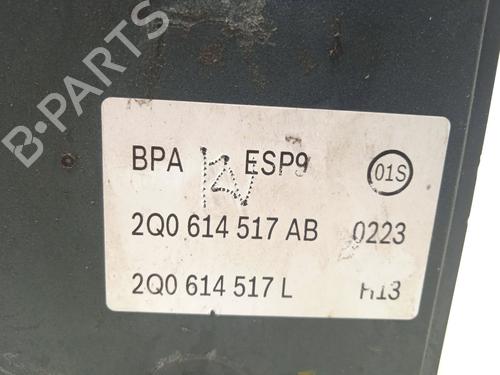 B-PARTS
BPA ESP9 01S
2Q0 614 517 AB 0223
2Q0 614 517 L H13